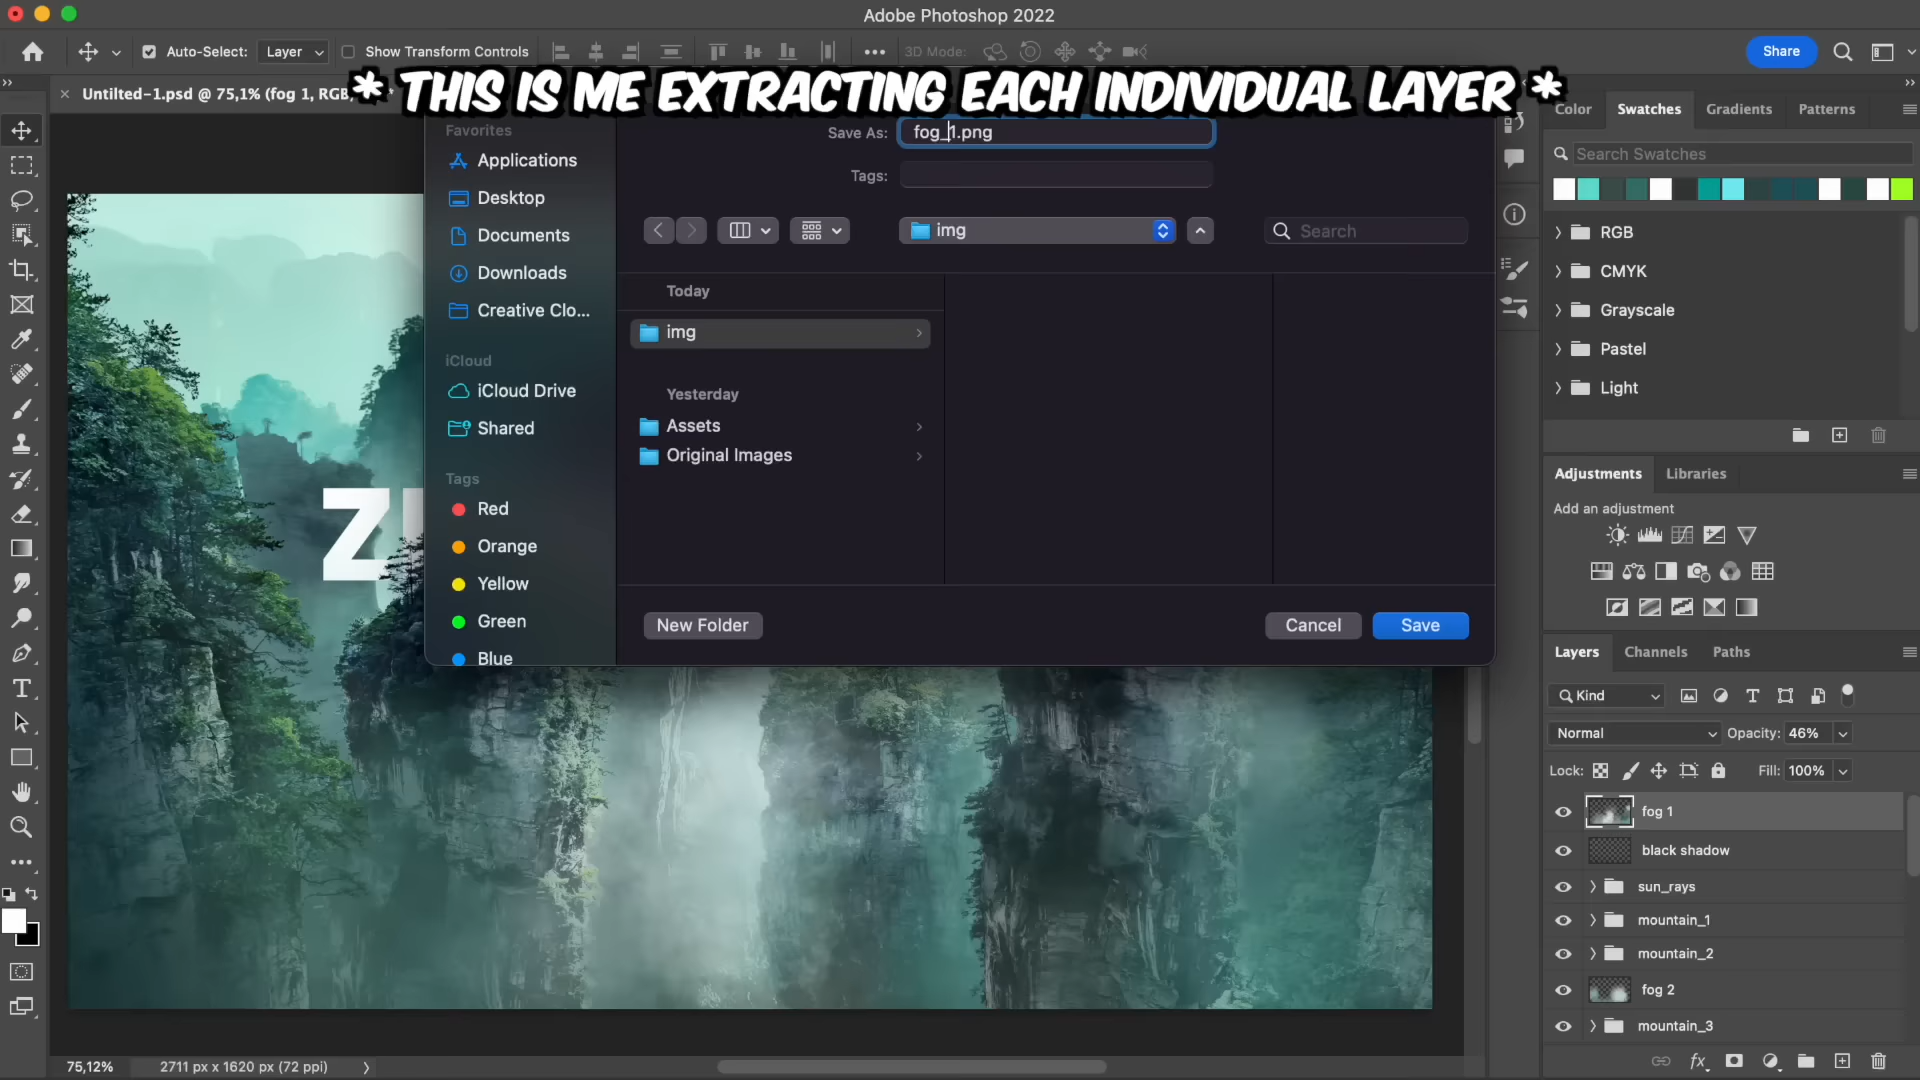 Adobe Photoshop 2022
Auto-Select: Layer Show Transform Controls 3D Mode: Share
Untilted-1.psd @ 75,1% (fog 1, RGB
* THIS IS ME EXTRACTING EACH INDIVIDUAL LAYER *
Color Swatches Gradients Patterns
Favorites
Save As: fog_1.png
Search Swatches
Applications
Tags:
Desktop
Documents
img
Search
RGB
Downloads
CMYK
Today
Creative Clo...
Grayscale
img
Pastel
iCloud
iCloud Drive
Light
Yesterday
Assets
Shared
Original Images
Adjustments Libraries
Tags
Red
Add an adjustment
Z
Orange
Yellow
Green
New Folder Cancel Save
Blue
Layers Channels Paths
Kind
Normal Opacity: 46%
Lock: Fill: 100%
fog 1
black shadow
sun_rays
mountain_1
mountain_2
fog 2
mountain_3
75,12% 2711 px x 1620 px (72 ppi)
fx